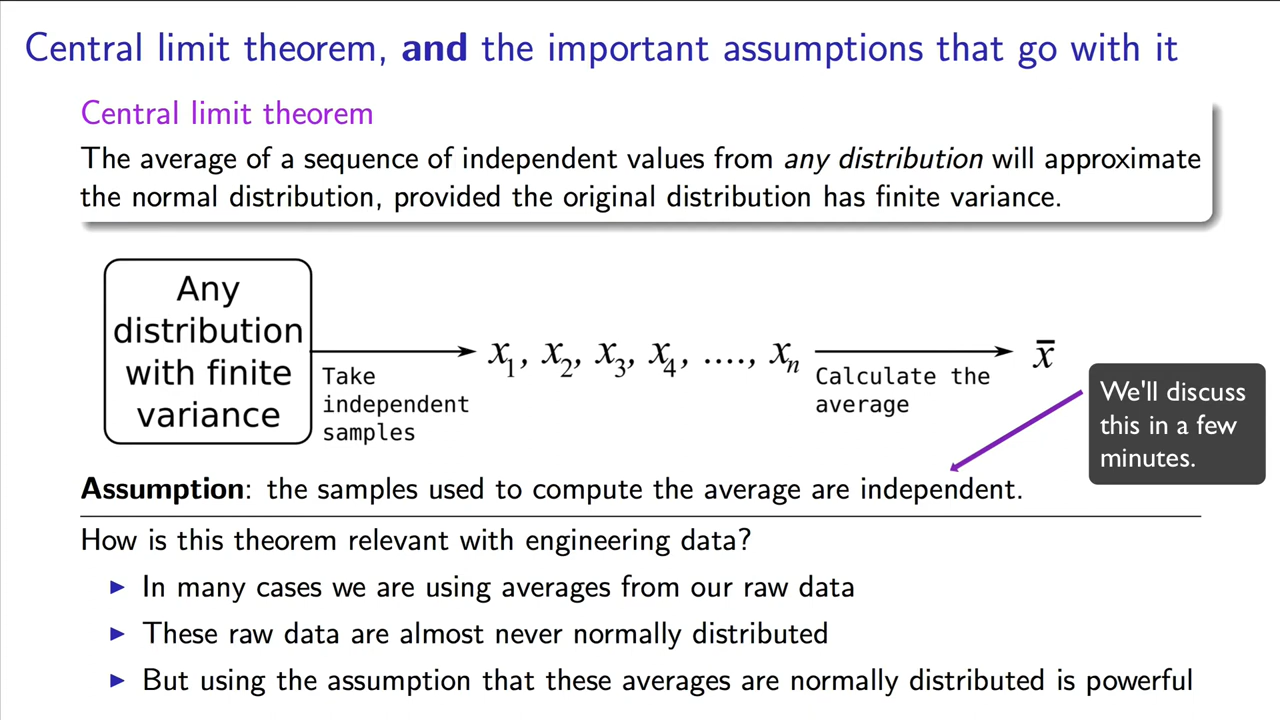 Central limit theorem, and the important assumptions that go with it
Central limit theorem
The average of a sequence of independent values from any distribution will approximate
the normal distribution, provided the original distribution has finite variance.
Any
distribution
with finite
variance
Take
independent
samples
x₁, x₂, x₃, x₄, ...., xₙ
Calculate the
average
x̄
We'll discuss
this in a few
minutes.
Assumption: the samples used to compute the average are independent.
How is this theorem relevant with engineering data?
▶ In many cases we are using averages from our raw data
▶ These raw data are almost never normally distributed
▶ But using the assumption that these averages are normally distributed is powerful